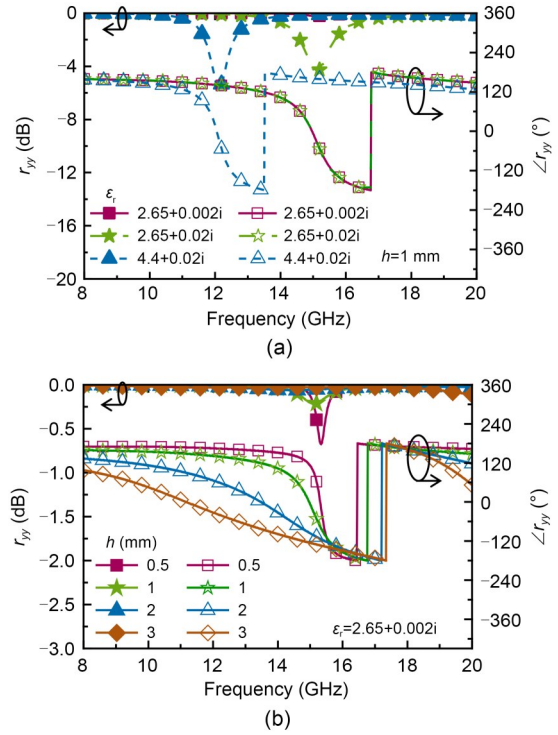 0
−4
−8
−12
−16
−20
r_yy (dB)
360
240
120
0
−120
−240
−360
∠r_yy (°)
ε_r
2.65+0.002i 2.65+0.002i
2.65+0.02i 2.65+0.02i
4.4+0.02i 4.4+0.02i
h=1 mm
8 10 12 14 16 18 20
Frequency (GHz)
(a)
0.0
−0.5
−1.0
−1.5
−2.0
−2.5
−3.0
r_yy (dB)
360
240
120
0
−120
−240
−360
∠r_yy (°)
h (mm)
0.5 0.5
1 1
2 2
3 3
ε_r=2.65+0.002i
8 10 12 14 16 18 20
Frequency (GHz)
(b)